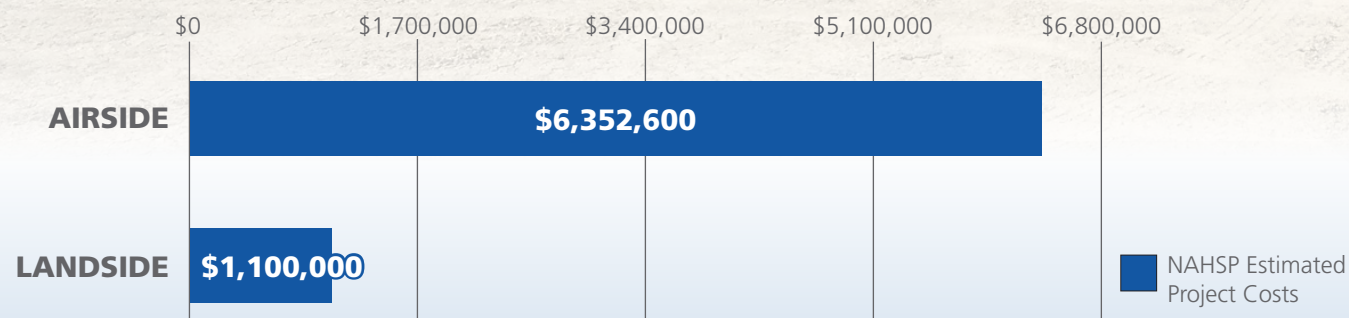 $0 $1,700,000 $3,400,000 $5,100,000 $6,800,000
AIRSIDE $6,352,600
LANDSIDE $1,100,000
NAHSP Estimated
Project Costs